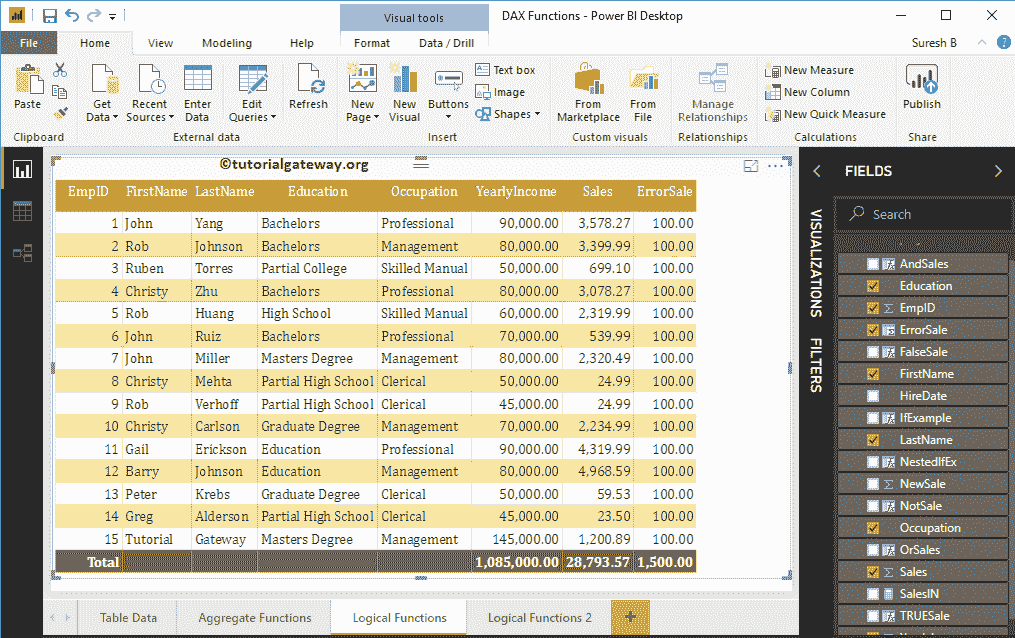 Visual tools
DAX Functions - Power BI Desktop
File Home View Modeling Help Format Data / Drill Suresh B
Paste
Get Data
Recent Sources
Enter Data
Edit Queries
Refresh
New Page
New Visual
Buttons
Text box
Image
Shapes
From Marketplace
From File
Manage Relationships
New Measure
New Column
New Quick Measure
Publish
Clipboard External data Insert Custom visuals Relationships Calculations Share
©tutorialgateway.org
EmpID FirstName LastName Education Occupation YearlyIncome Sales ErrorSale
1 John Yang Bachelors Professional 90,000.00 3,578.27 100.00
2 Rob Johnson Bachelors Management 80,000.00 3,399.99 100.00
3 Ruben Torres Partial College Skilled Manual 50,000.00 699.10 100.00
4 Christy Zhu Bachelors Professional 80,000.00 3,078.27 100.00
5 Rob Huang High School Skilled Manual 60,000.00 2,319.99 100.00
6 John Ruiz Bachelors Professional 70,000.00 539.99 100.00
7 John Miller Masters Degree Management 80,000.00 2,320.49 100.00
8 Christy Mehta Partial High School Clerical 50,000.00 24.99 100.00
9 Rob Verhoff Partial High School Clerical 45,000.00 24.99 100.00
10 Christy Carlson Graduate Degree Management 70,000.00 2,234.99 100.00
11 Gail Erickson Education Professional 90,000.00 4,319.99 100.00
12 Barry Johnson Education Management 80,000.00 4,968.59 100.00
13 Peter Krebs Graduate Degree Clerical 50,000.00 59.53 100.00
14 Greg Alderson Partial High School Clerical 45,000.00 23.50 100.00
15 Tutorial Gateway Masters Degree Management 145,000.00 1,200.89 100.00
Total 1,085,000.00 28,793.57 1,500.00
VISUALIZATIONS
FILTERS
FIELDS
Search
AndSales
Education
EmpID
ErrorSale
FalseSale
FirstName
HireDate
IfExample
LastName
NestedIfEx
NewSale
NotSale
Occupation
OrSales
Sales
SalesIN
TRUESale
Table Data Aggregate Functions Logical Functions Logical Functions 2 +